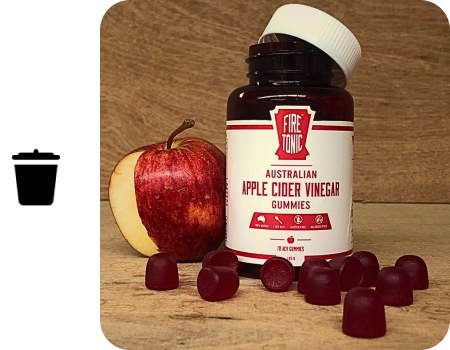 FIRE
TONIC
AUSTRALIAN
APPLE CIDER VINEGAR
GUMMIES
70 ACV GUMMIES